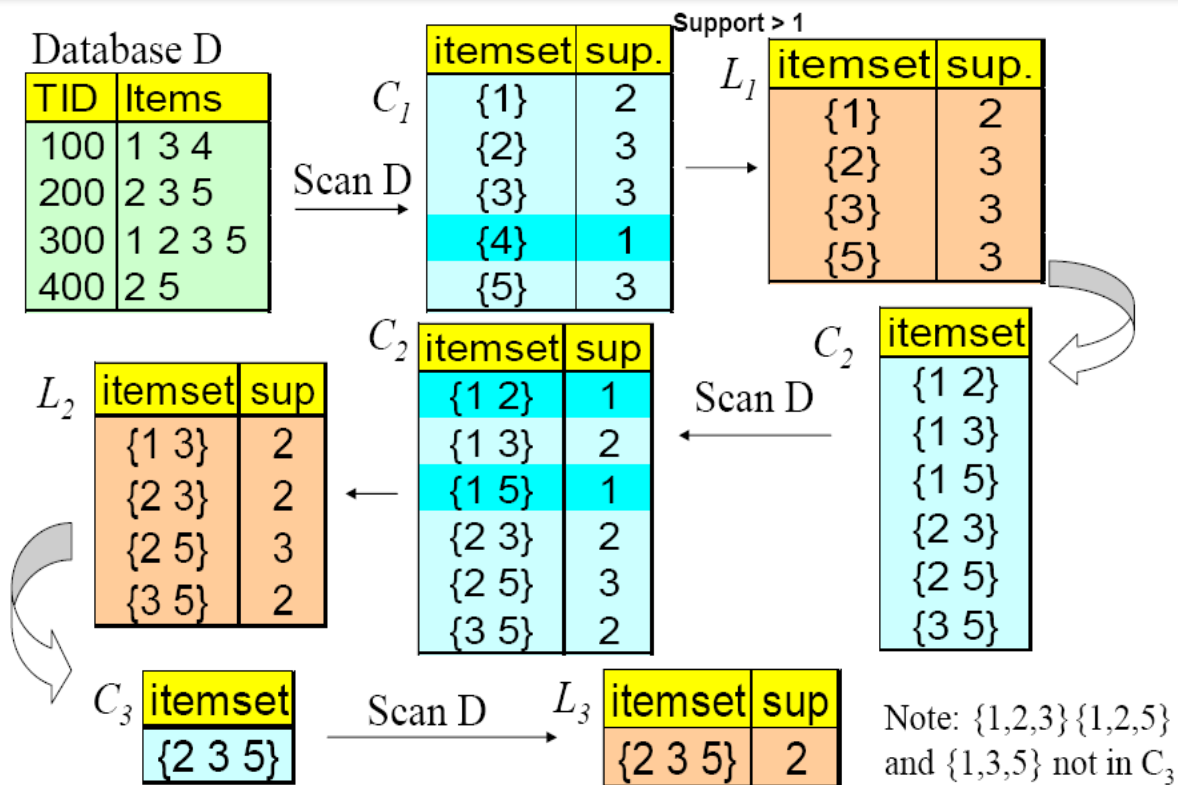 Support > 1
Database D
TID Items
100 1 3 4
200 2 3 5
300 1 2 3 5
400 2 5
Scan D
C1
itemset sup.
{1} 2
{2} 3
{3} 3
{4} 1
{5} 3
L1
itemset sup.
{1} 2
{2} 3
{3} 3
{5} 3
C2
itemset
{1 2}
{1 3}
{1 5}
{2 3}
{2 5}
{3 5}
Scan D
C2
itemset sup
{1 2} 1
{1 3} 2
{1 5} 1
{2 3} 2
{2 5} 3
{3 5} 2
L2
itemset sup
{1 3} 2
{2 3} 2
{2 5} 3
{3 5} 2
C3
itemset
{2 3 5}
Scan D
L3
itemset sup
{2 3 5} 2
Note: {1,2,3}{1,2,5}
and {1,3,5} not in C3